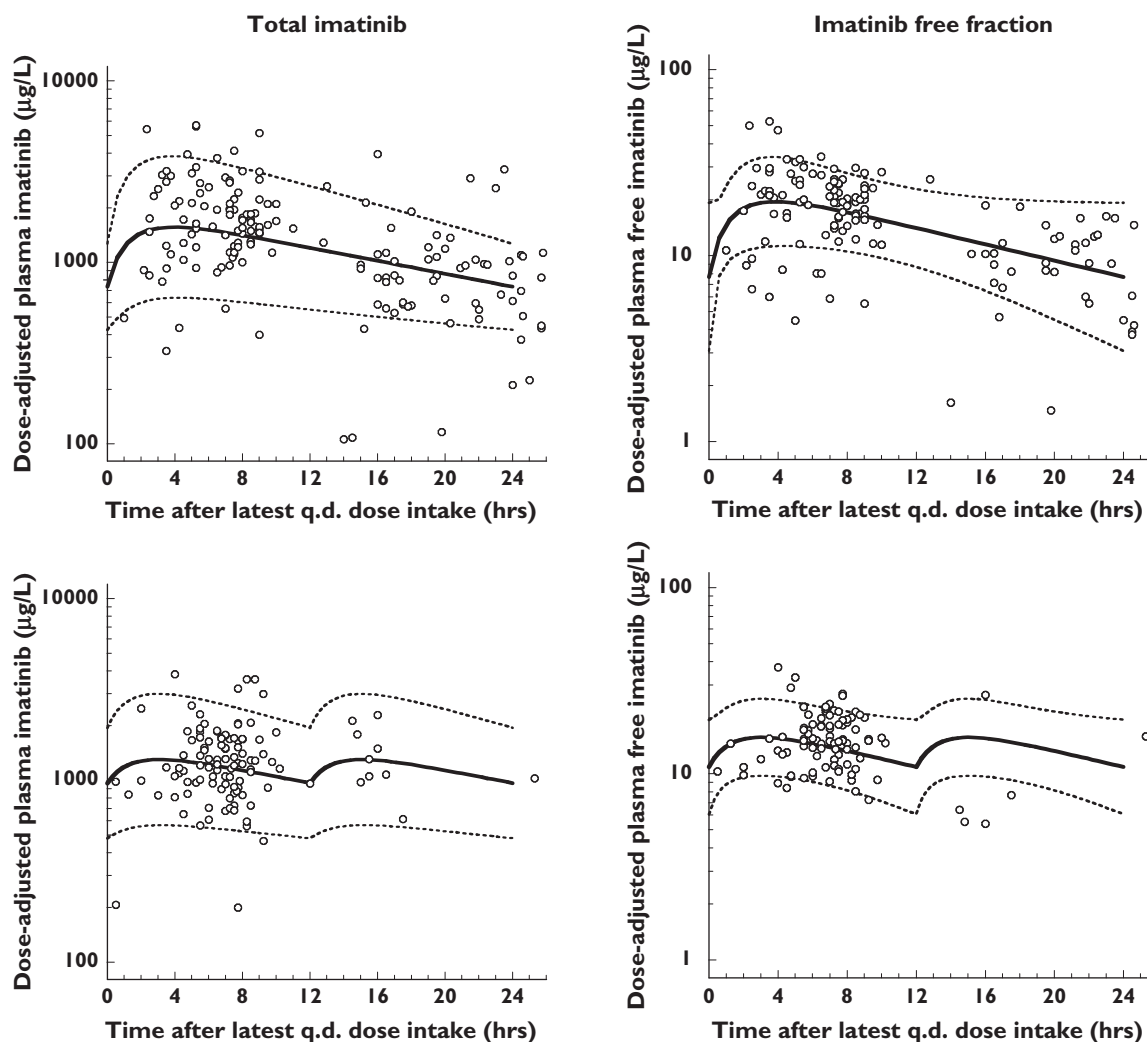 Total imatinib
Dose-adjusted plasma imatinib (µg/L)
10000
1000
100
0 4 8 12 16 20 24
Time after latest q.d. dose intake (hrs)
Imatinib free fraction
Dose-adjusted plasma free imatinib (µg/L)
100
10
1
0 4 8 12 16 20 24
Time after latest q.d. dose intake (hrs)
Dose-adjusted plasma imatinib (µg/L)
10000
1000
100
0 4 8 12 16 20 24
Time after latest q.d. dose intake (hrs)
Dose-adjusted plasma free imatinib (µg/L)
100
10
1
0 4 8 12 16 20 24
Time after latest q.d. dose intake (hrs)